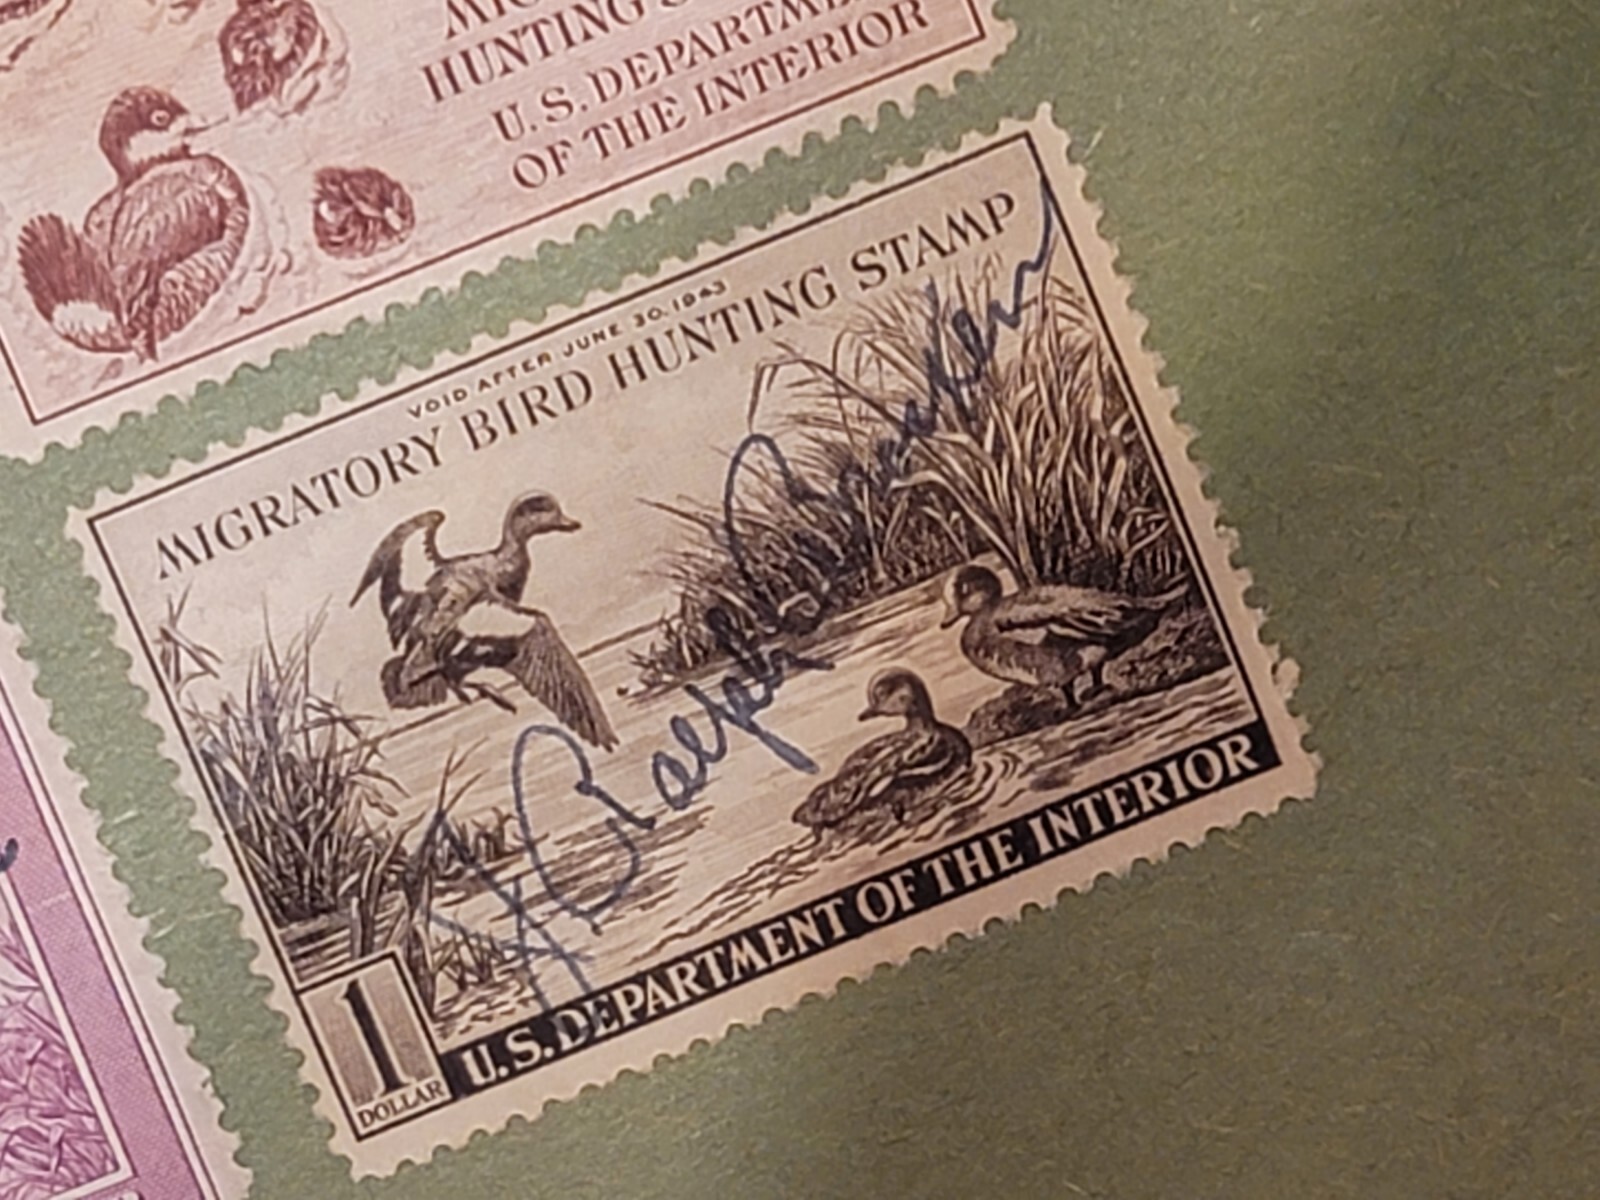 HUNTING
U.S. DEPARTMENT
OF THE INTERIOR
VOID AFTER JUNE 30, 1943
MIGRATORY BIRD HUNTING STAMP
Ralph
1
DOLLAR
U.S. DEPARTMENT OF THE INTERIOR